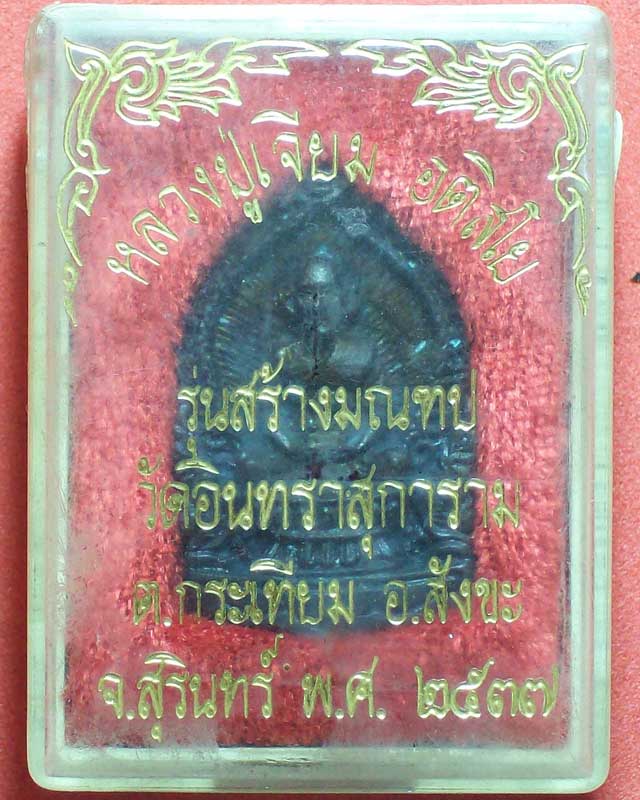 หลวงปู่เจียม อติสโย
รุ่นสร้างมณฑป
วัดอินทราสุการาม
ต.กระเทียม อ.สังขะ
จ.สุรินทร์ พ.ศ. ๒๕๓๗